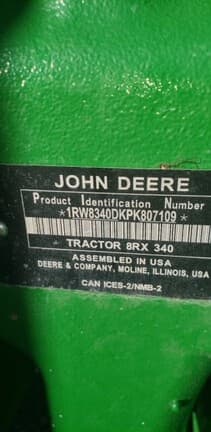 JOHN DEERE
Product Identification Number
*1RW8340DKPK807109*
TRACTOR 8RX 340
ASSEMBLED IN USA
DEERE & COMPANY, MOLINE, ILLINOIS, USA
CAN ICES-2/NMB-2